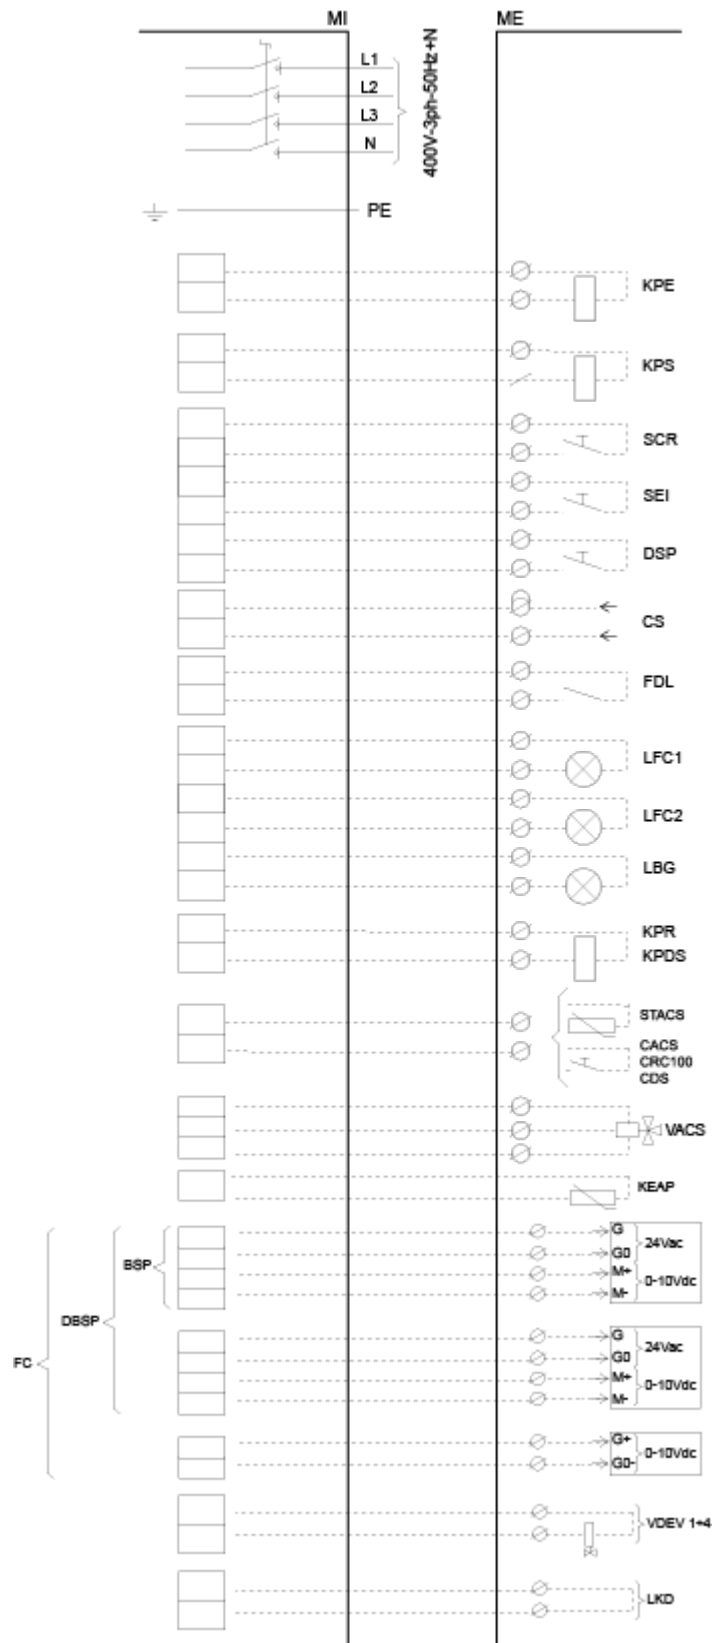 MI ME
L1
L2
L3
N
400V-3ph-50Hz+N
PE
KPE
KPS
SCR
SEI
DSP
CS
FDL
LFC1
LFC2
LBG
KPR
KPDS
STACS
CACS
CRC100
CDS
VACS
KEAP
BSP
DBSP
FC
G
G0
24Vac
M+
M-
0-10Vdc
G
G0
24Vac
M+
M-
0-10Vdc
G+
G0-
0-10Vdc
VDEV 1÷4
LKD